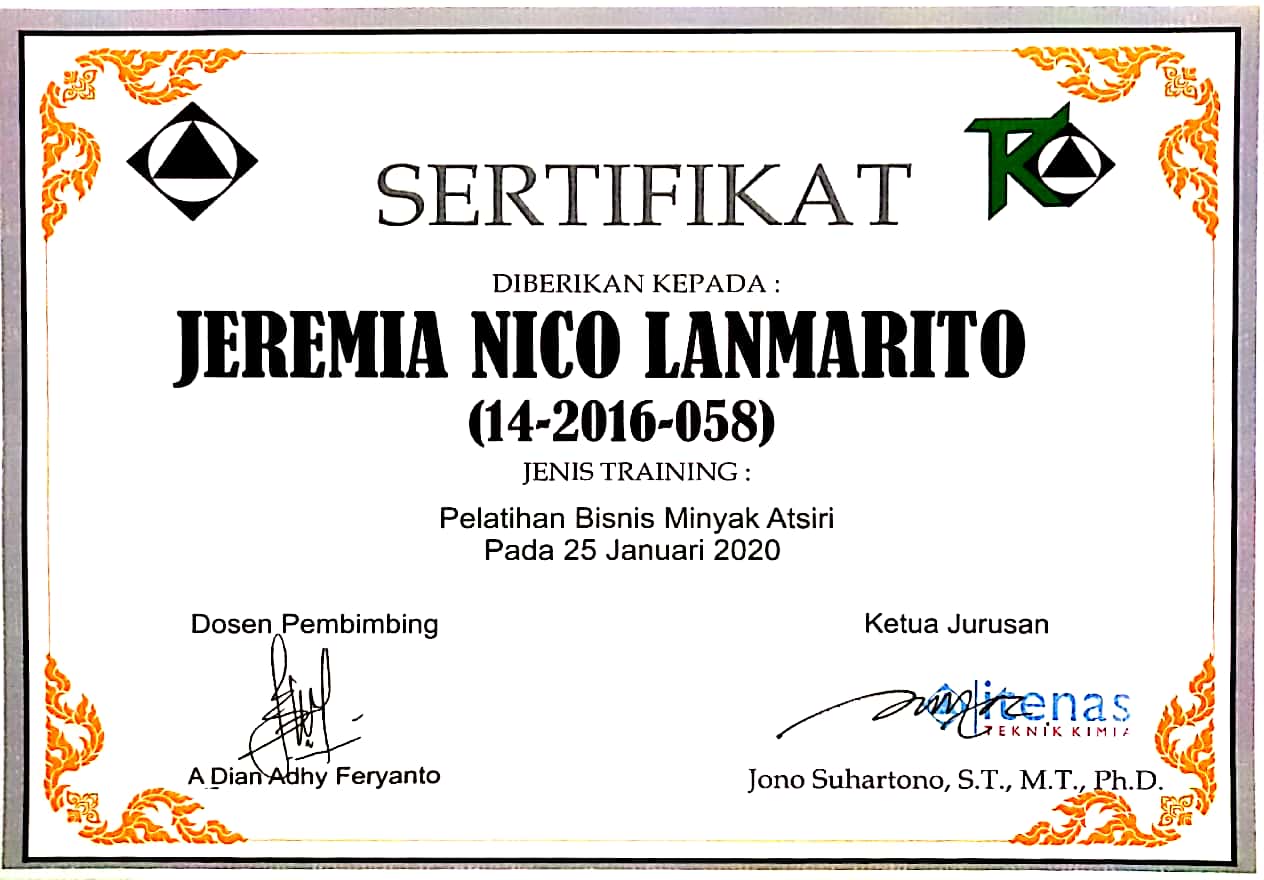 SERTIFIKAT
DIBERIKAN KEPADA :
JEREMIA NICO LANMARITO
(14-2016-058)
JENIS TRAINING :
Pelatihan Bisnis Minyak Atsiri
Pada 25 Januari 2020
Dosen Pembimbing
Ketua Jurusan
itenas
TEKNIK KIMIA
A Dian Adhy Feryanto
Jono Suhartono, S.T., M.T., Ph.D.